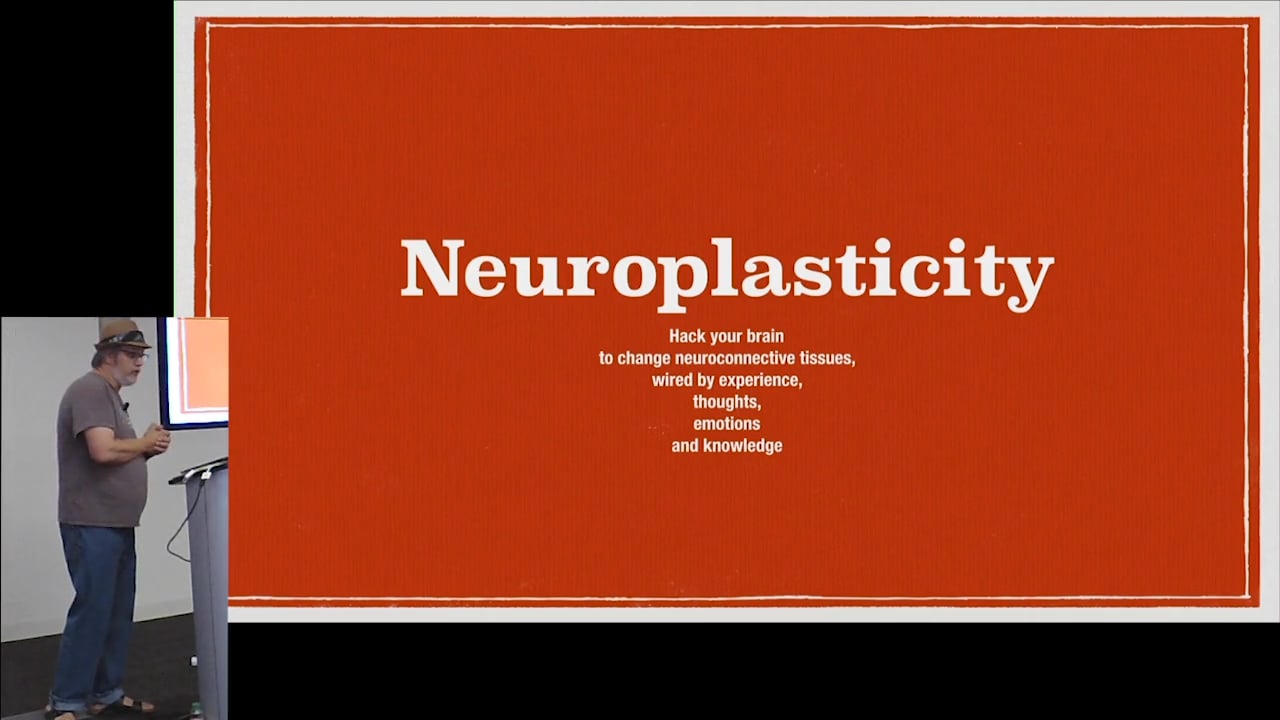 Neuroplasticity
Hack your brain
to change neuroconnective tissues,
wired by experience,
thoughts,
emotions
and knowledge